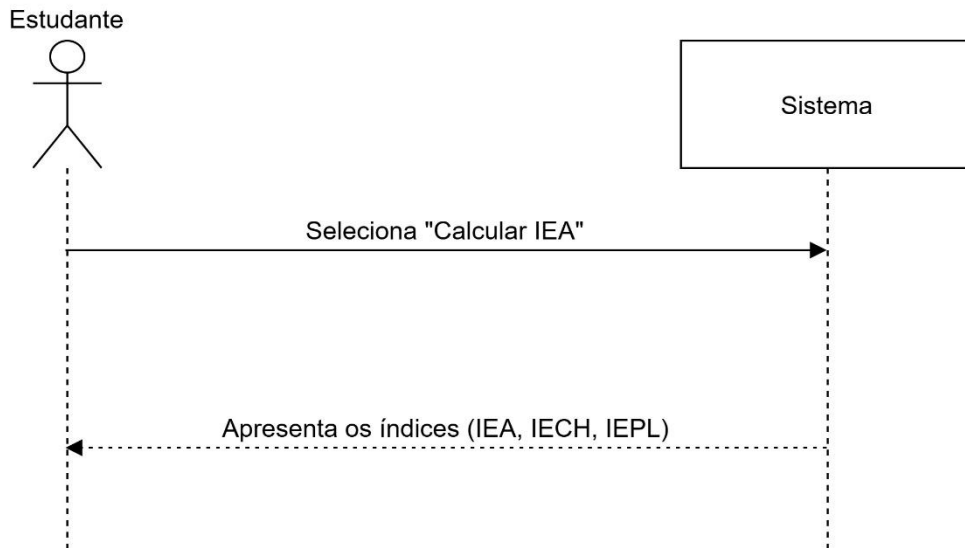 Estudante
Sistema
Seleciona "Calcular IEA"
Apresenta os índices (IEA, IECH, IEPL)